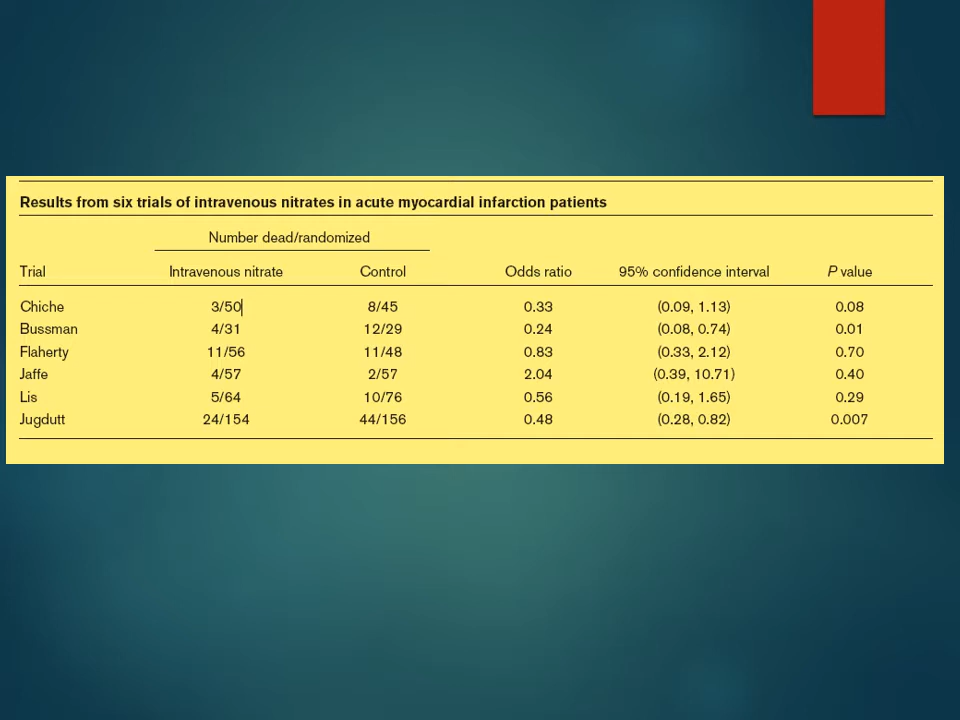 Results from six trials of intravenous nitrates in acute myocardial infarction patients
Number dead/randomized
Trial Intravenous nitrate Control Odds ratio 95% confidence interval P value
Chiche 3/50 8/45 0.33 (0.09, 1.13) 0.08
Bussman 4/31 12/29 0.24 (0.08, 0.74) 0.01
Flaherty 11/56 11/48 0.83 (0.33, 2.12) 0.70
Jaffe 4/57 2/57 2.04 (0.39, 10.71) 0.40
Lis 5/64 10/76 0.56 (0.19, 1.65) 0.29
Jugdutt 24/154 44/156 0.48 (0.28, 0.82) 0.007